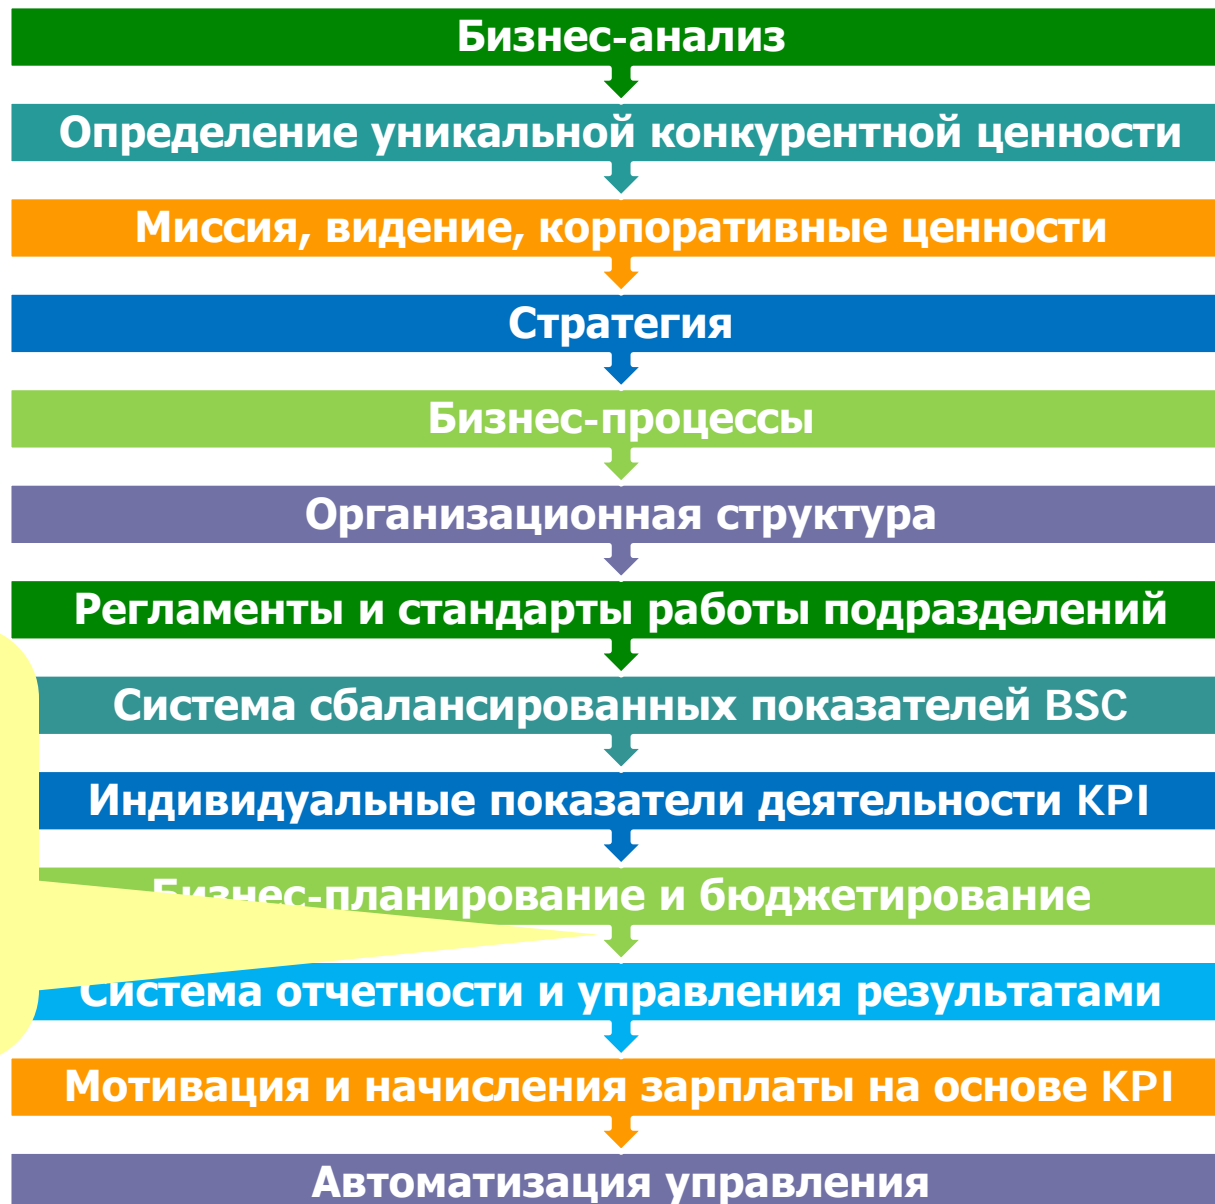 Бизнес-анализ
Определение уникальной конкурентной ценности
Миссия, видение, корпоративные ценности
Стратегия
Бизнес-процессы
Организационная структура
Регламенты и стандарты работы подразделений
Система сбалансированных показателей BSC
Индивидуальные показатели деятельности KPI
Бизнес-планирование и бюджетирование
Система отчетности и управления результатами
Мотивация и начисления зарплаты на основе KPI
Автоматизация управления